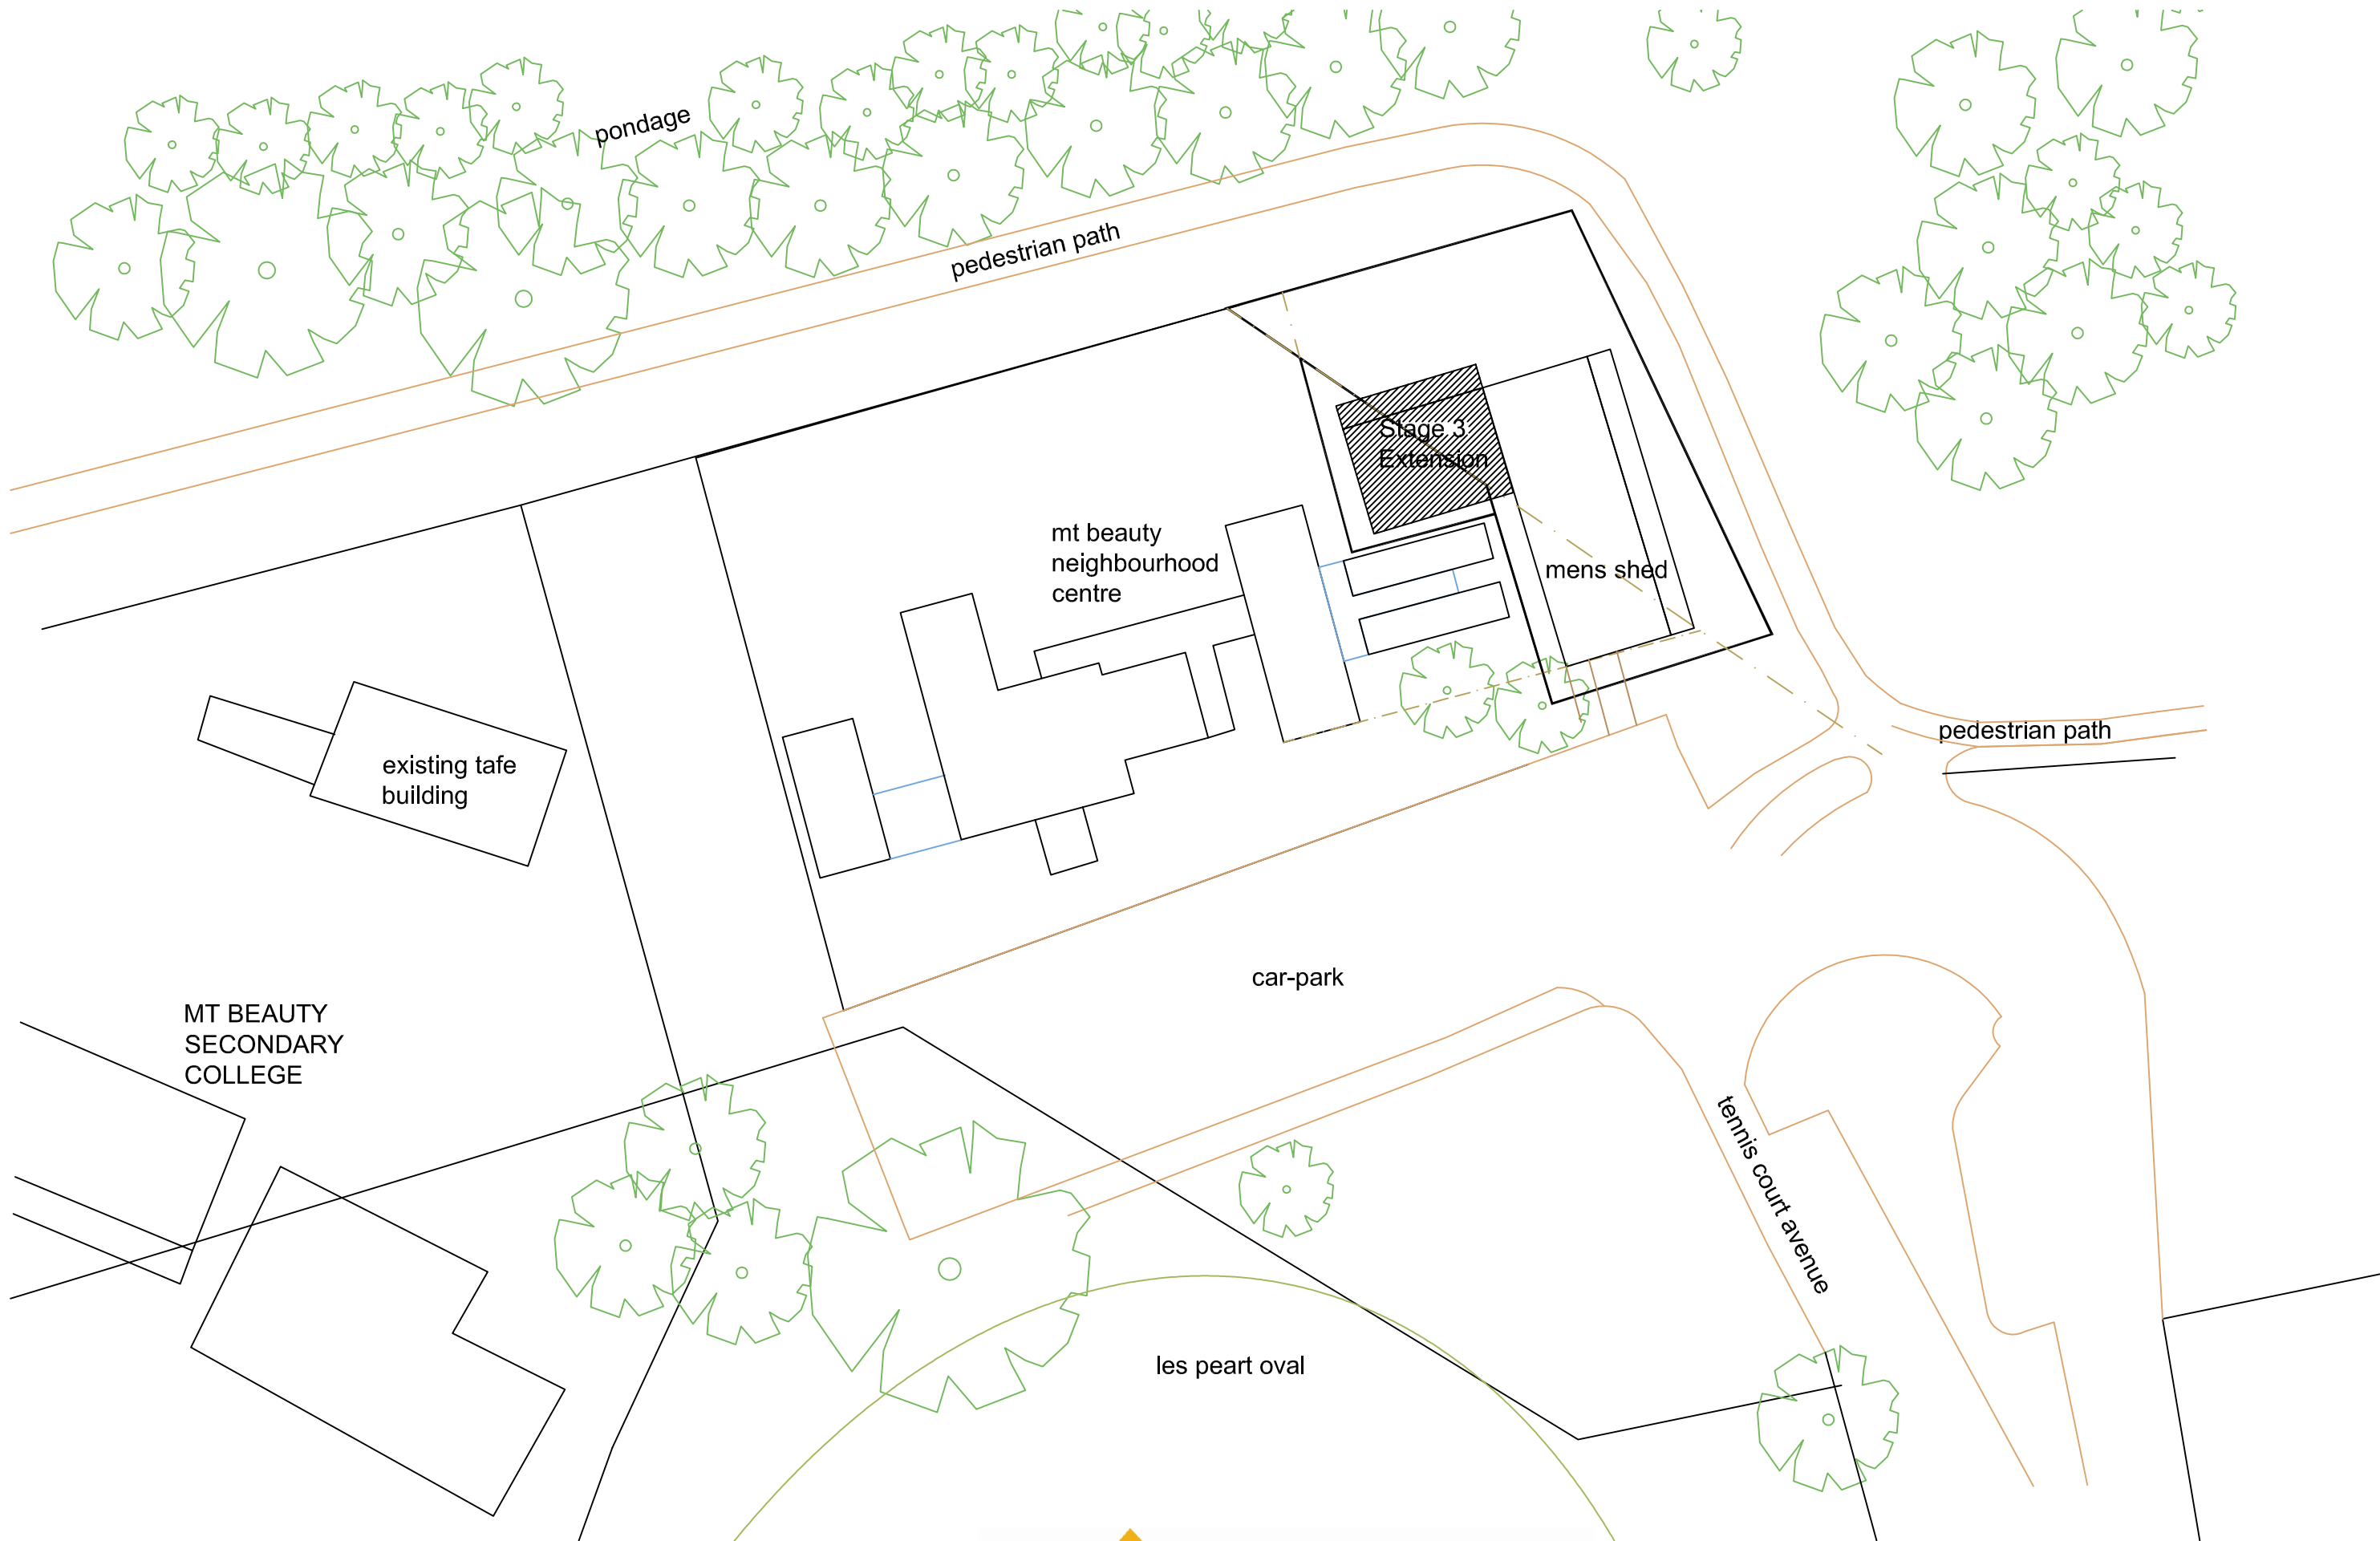 pondage
pedestrian path
Stage 3
Extension
mt beauty
neighbourhood
centre
mens shed
pedestrian path
existing tafe
building
car-park
MT BEAUTY
SECONDARY
COLLEGE
tennis court avenue
les peart oval